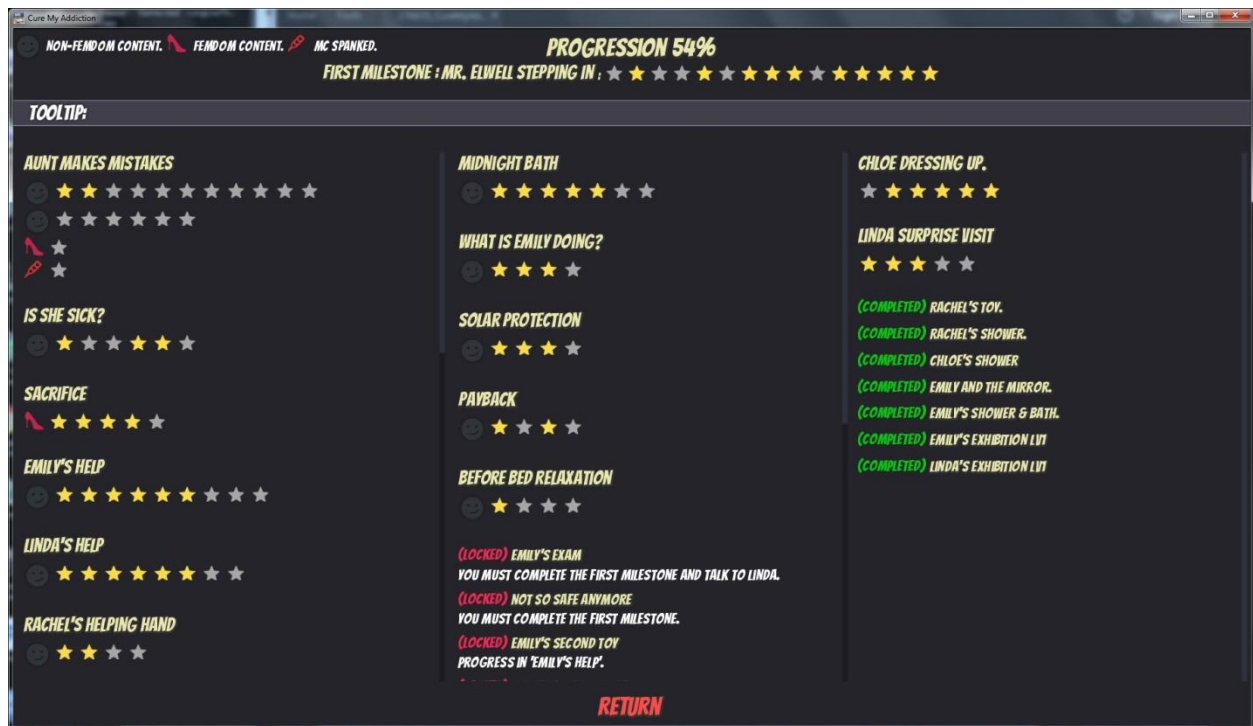 Cure My Addiction
NON-FEMDOM CONTENT. FEMDOM CONTENT. MC SPANKED.
PROGRESSION 54%
FIRST MILESTONE : MR. ELWELL STEPPING IN :
TOOLTIP:
AUNT MAKES MISTAKES
IS SHE SICK?
SACRIFICE
EMILY'S HELP
LINDA'S HELP
RACHEL'S HELPING HAND
MIDNIGHT BATH
WHAT IS EMILY DOING?
SOLAR PROTECTION
PAYBACK
BEFORE BED RELAXATION
(LOCKED) EMILY'S EXAM
YOU MUST COMPLETE THE FIRST MILESTONE AND TALK TO LINDA.
(LOCKED) NOT SO SAFE ANYMORE
YOU MUST COMPLETE THE FIRST MILESTONE.
(LOCKED) EMILY'S SECOND TOY
PROGRESS IN 'EMILY'S HELP'.
CHLOE DRESSING UP.
LINDA SURPRISE VISIT
(COMPLETED) RACHEL'S TOY.
(COMPLETED) RACHEL'S SHOWER.
(COMPLETED) CHLOE'S SHOWER
(COMPLETED) EMILY AND THE MIRROR.
(COMPLETED) EMILY'S SHOWER & BATH.
(COMPLETED) EMILY'S EXHIBITION LV1
(COMPLETED) LINDA'S EXHIBITION LV1
RETURN